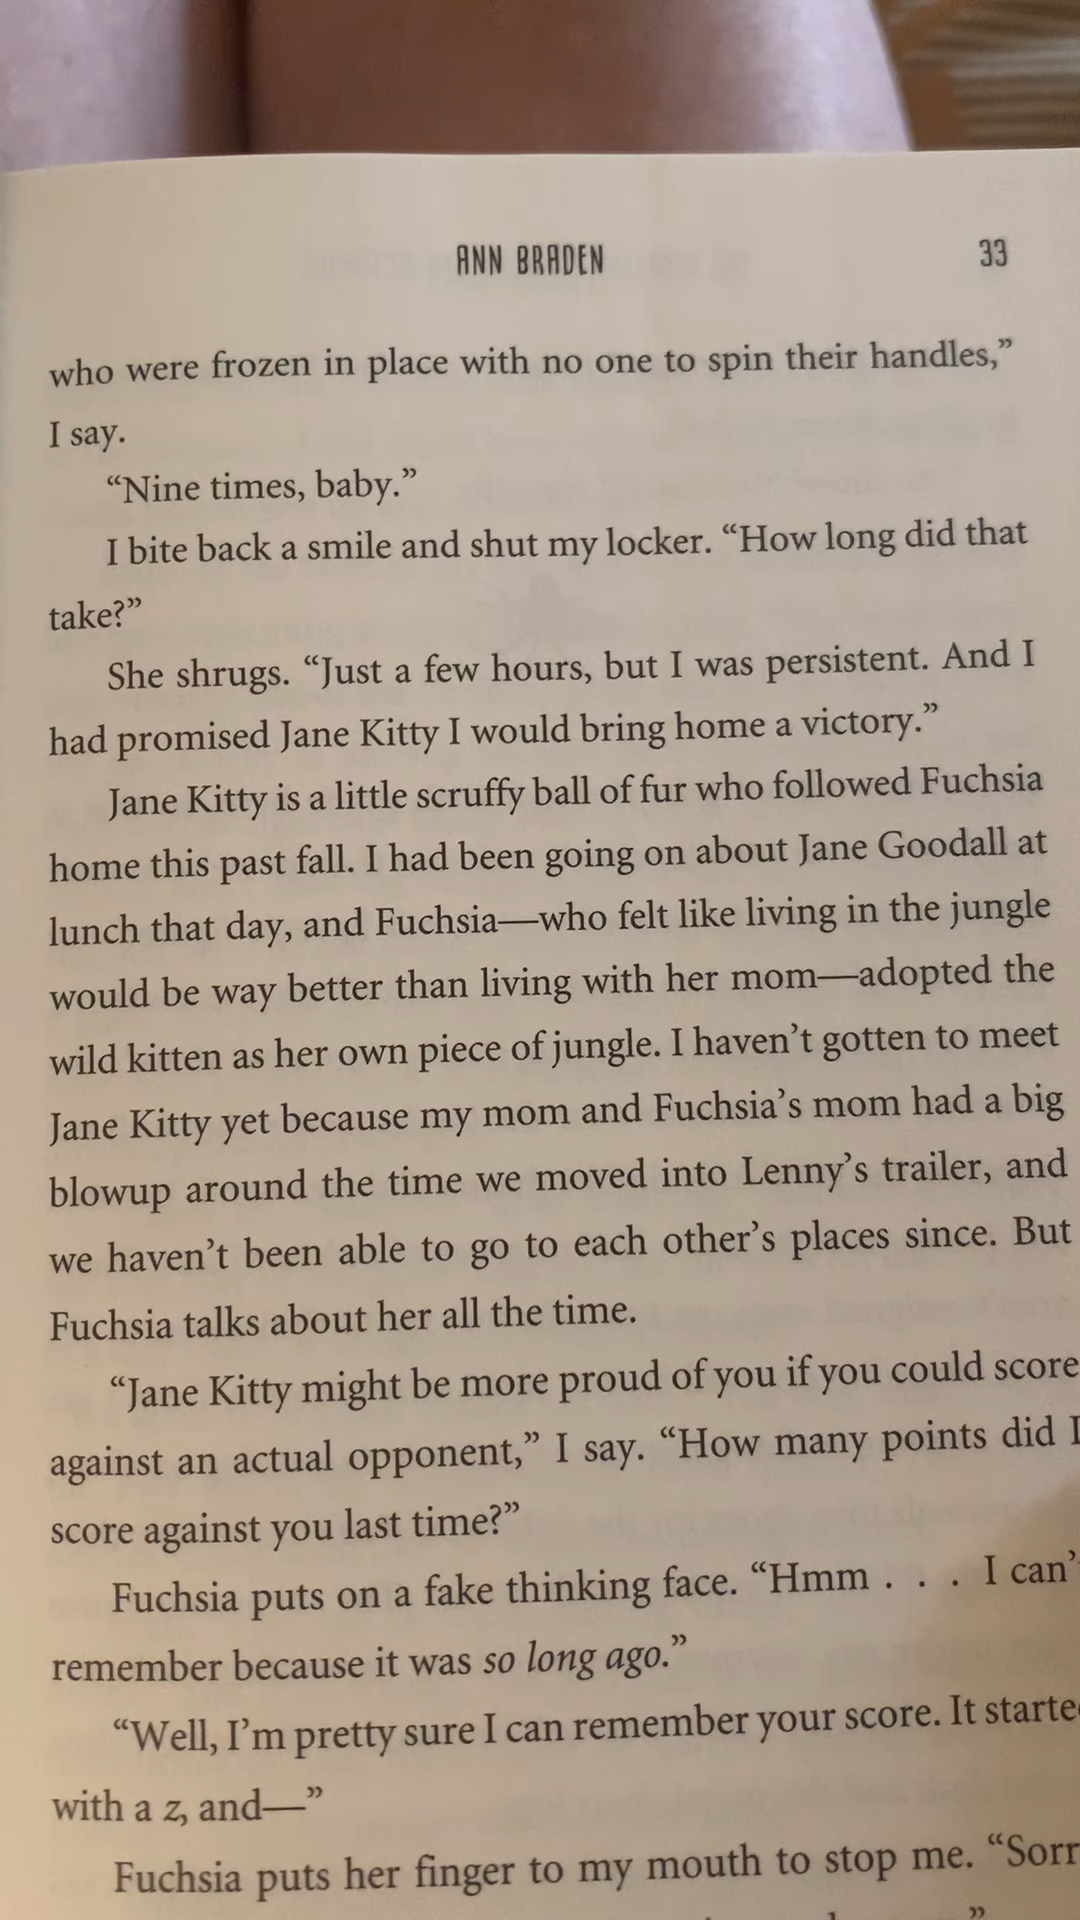 ANN BRADEN 33
who were frozen in place with no one to spin their handles,”
I say.
“Nine times, baby.”
I bite back a smile and shut my locker. “How long did that
take?”
She shrugs. “Just a few hours, but I was persistent. And I
had promised Jane Kitty I would bring home a victory.”
Jane Kitty is a little scruffy ball of fur who followed Fuchsia
home this past fall. I had been going on about Jane Goodall at
lunch that day, and Fuchsia—who felt like living in the jungle
would be way better than living with her mom—adopted the
wild kitten as her own piece of jungle. I haven’t gotten to meet
Jane Kitty yet because my mom and Fuchsia’s mom had a big
blowup around the time we moved into Lenny’s trailer, and
we haven’t been able to go to each other’s places since. But
Fuchsia talks about her all the time.
“Jane Kitty might be more proud of you if you could score
against an actual opponent,” I say. “How many points did I
score against you last time?”
Fuchsia puts on a fake thinking face. “Hmm . . . I can’
remember because it was so long ago.”
“Well, I’m pretty sure I can remember your score. It starte
with a z, and—”
Fuchsia puts her finger to my mouth to stop me. “Sorr